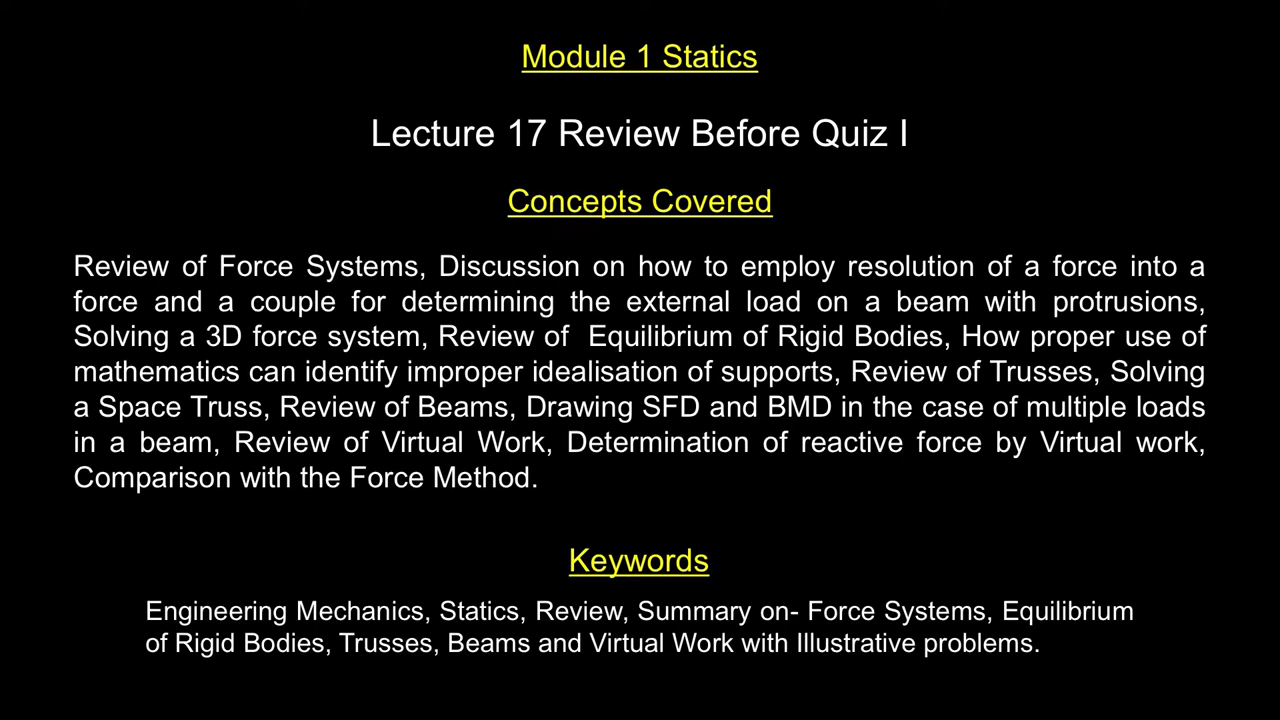 Module 1 Statics
Lecture 17 Review Before Quiz I
Concepts Covered
Review of Force Systems, Discussion on how to employ resolution of a force into a
force and a couple for determining the external load on a beam with protrusions,
Solving a 3D force system, Review of Equilibrium of Rigid Bodies, How proper use of
mathematics can identify improper idealisation of supports, Review of Trusses, Solving
a Space Truss, Review of Beams, Drawing SFD and BMD in the case of multiple loads
in a beam, Review of Virtual Work, Determination of reactive force by Virtual work,
Comparison with the Force Method.
Keywords
Engineering Mechanics, Statics, Review, Summary on- Force Systems, Equilibrium
of Rigid Bodies, Trusses, Beams and Virtual Work with Illustrative problems.